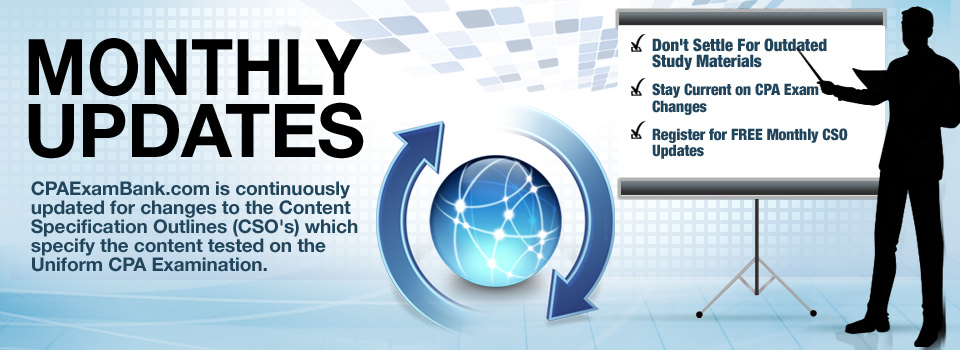 MONTHLY
UPDATES
CPAExamBank.com is continuously
updated for changes to the Content
Specification Outlines (CSO's) which
specify the content tested on the
Uniform CPA Examination.
Don't Settle For Outdated
Study Materials
Stay Current on CPA Exam
Changes
Register for FREE Monthly CSO
Updates